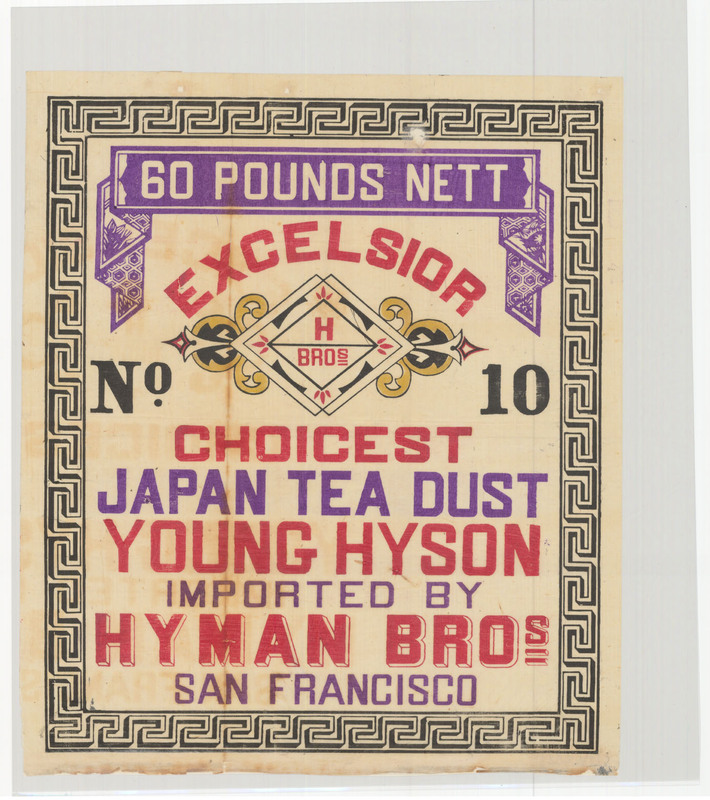 60 POUNDS NETT
EXCELSIOR
H
BROS
Nº 10
CHOICEST
JAPAN TEA DUST
YOUNG HYSON
IMPORTED BY
HYMAN BROS
SAN FRANCISCO